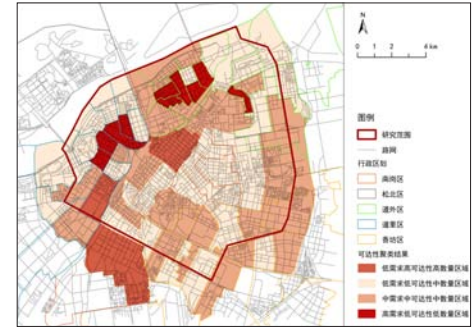 N
0 1 2 4 km
图例
研究范围
路网
行政区划
南岗区
松北区
道外区
道里区
香坊区
可达性聚类结果
低需求高可达性高数量区域
低需求低可达性中数量区域
中需求中可达性中数量区域
高需求低可达性低数量区域